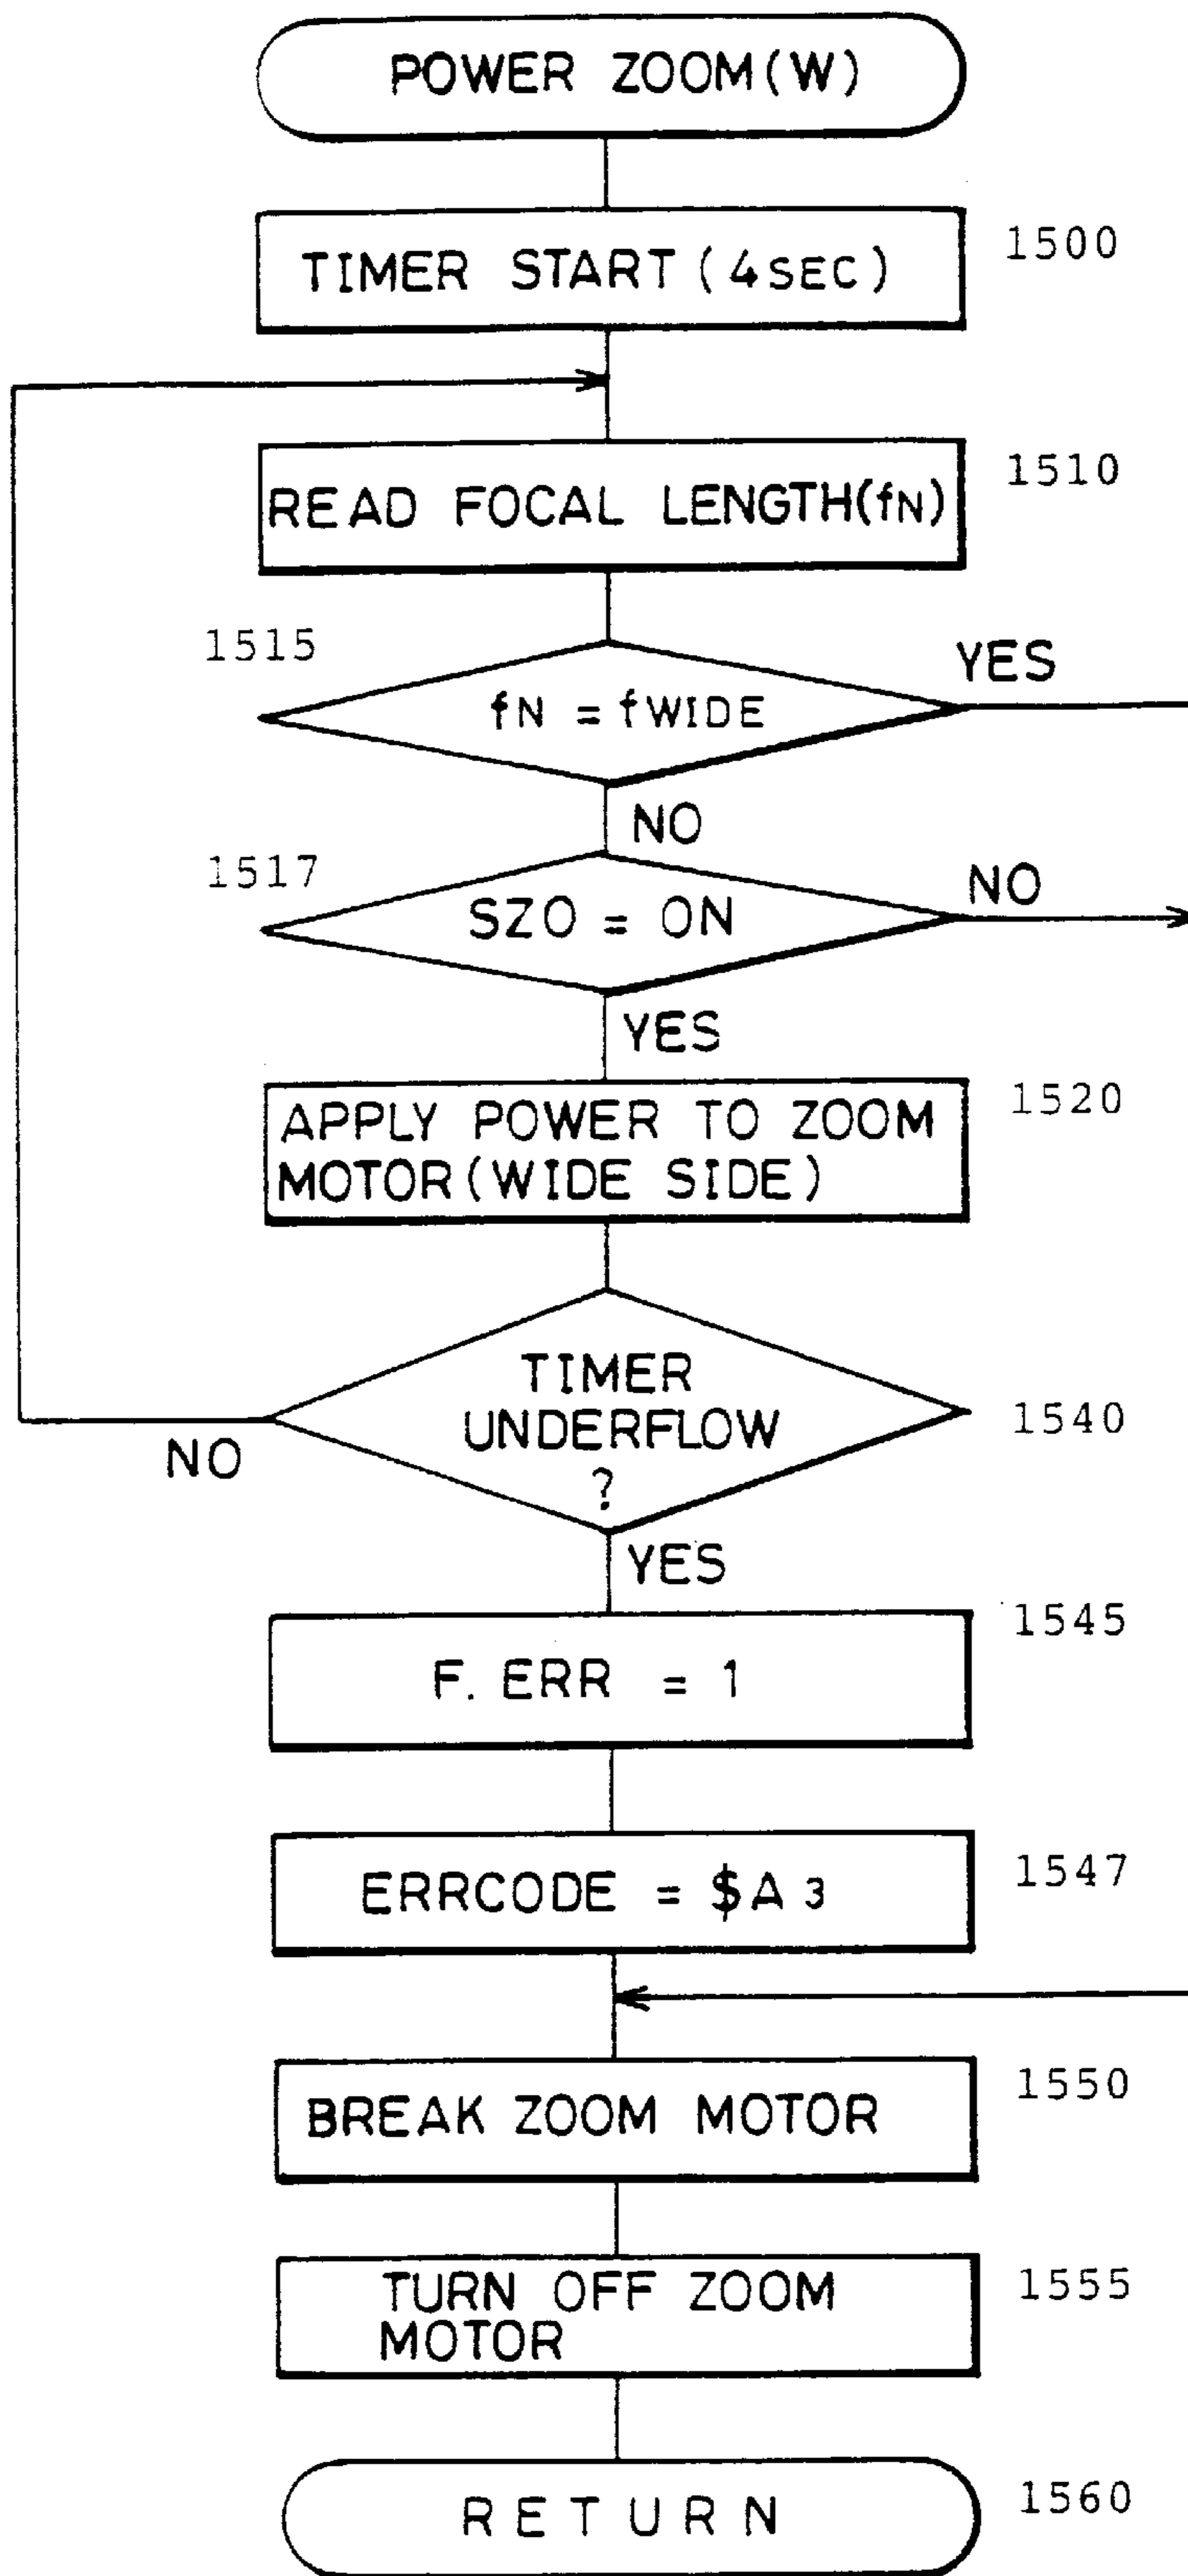 POWER ZOOM(W)
TIMER START (4SEC)
1500
READ FOCAL LENGTH(fN)
1510
1515
fN = fWIDE
YES
NO
1517
SZO = ON
NO
YES
APPLY POWER TO ZOOM
MOTOR(WIDE SIDE)
1520
TIMER
UNDERFLOW
?
1540
NO
YES
F. ERR = 1
1545
ERRCODE = $A3
1547
BREAK ZOOM MOTOR
1550
TURN OFF ZOOM
MOTOR
1555
RETURN
1560